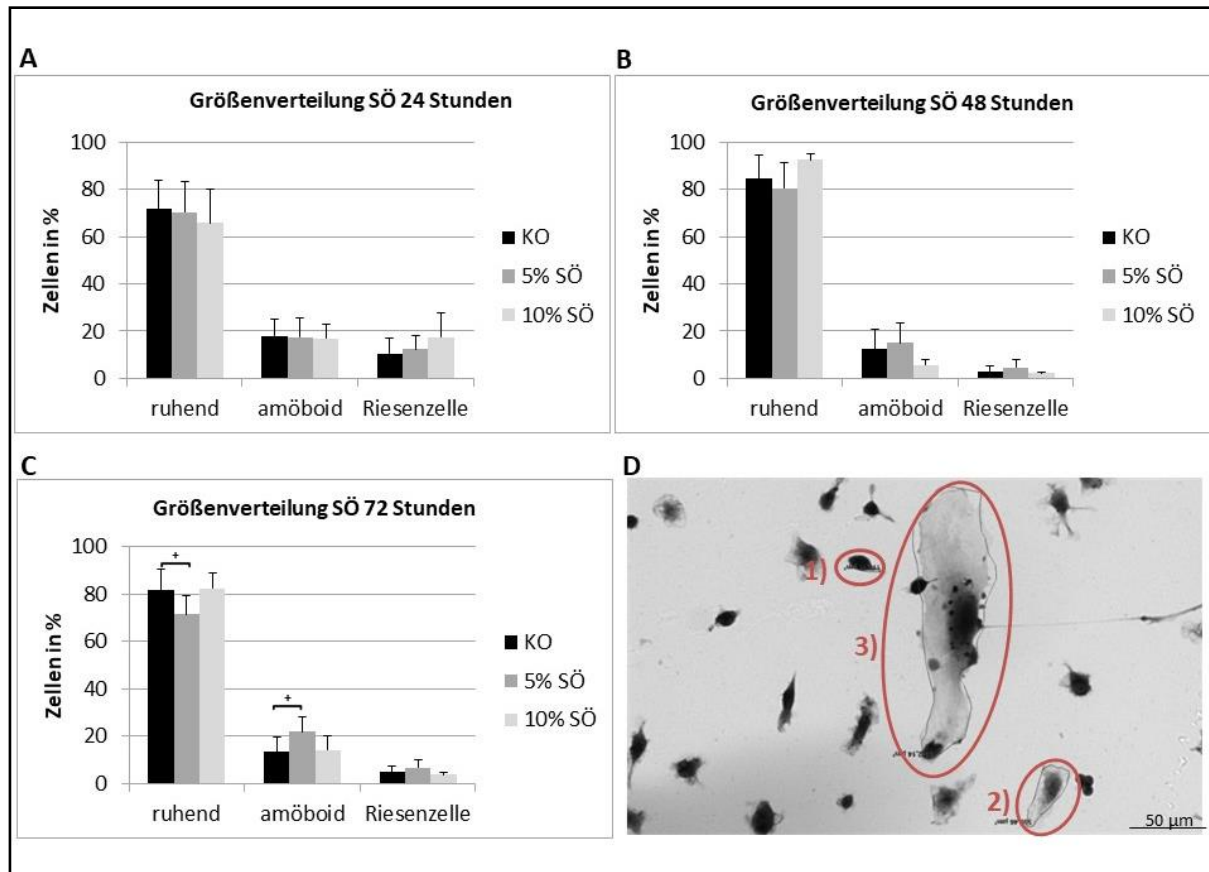 A
Größenverteilung SÖ 24 Stunden
100
80
60
40
20
0
Zellen in %
ruhend
amöboid
Riesenzelle
KO
5% SÖ
10% SÖ
B
Größenverteilung SÖ 48 Stunden
100
80
60
40
20
0
Zellen in %
ruhend
amöboid
Riesenzelle
KO
5% SÖ
10% SÖ
C
Größenverteilung SÖ 72 Stunden
100
80
60
40
20
0
Zellen in %
+
+
ruhend
amöboid
Riesenzelle
KO
5% SÖ
10% SÖ
D
1)
3)
2)
50 µm